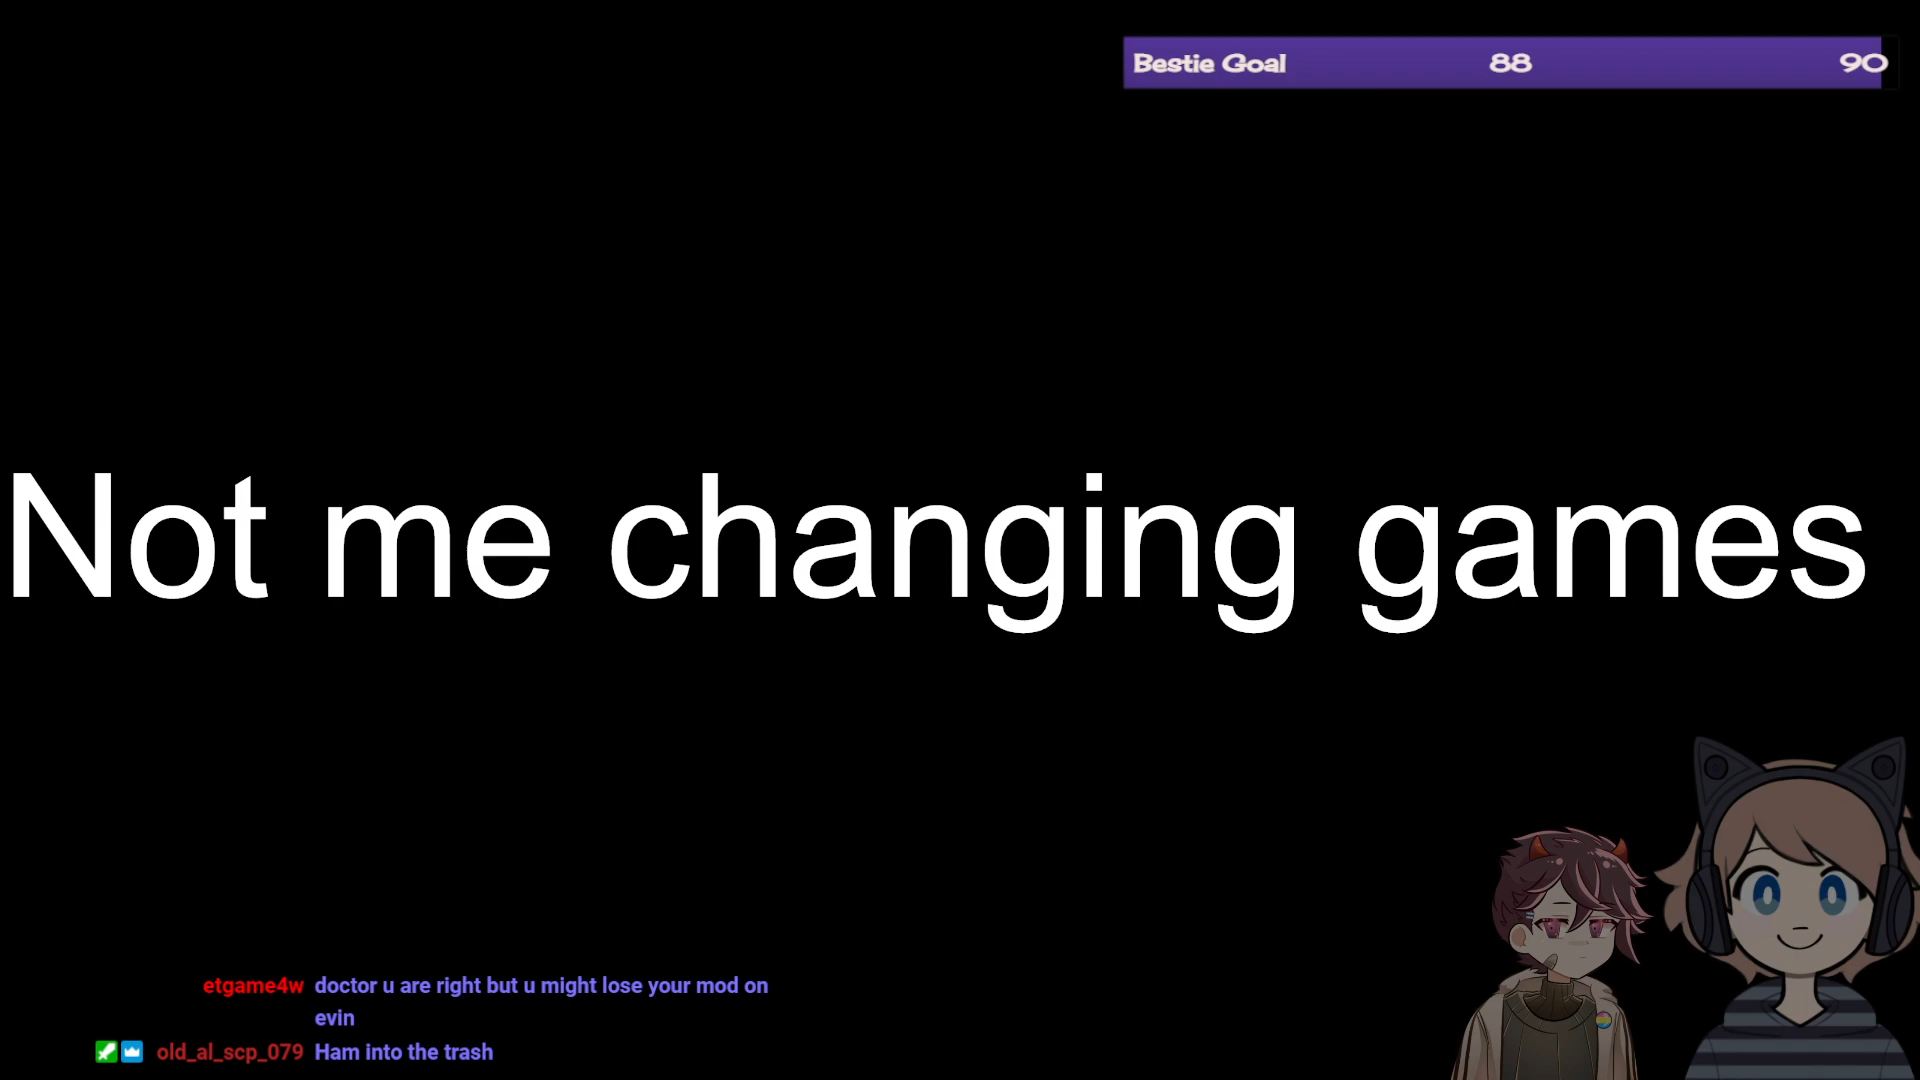 Bestie Goal 88 90
Not me changing games
etgame4w doctor u are right but u might lose your mod on
evin
old_al_scp_079 Ham into the trash